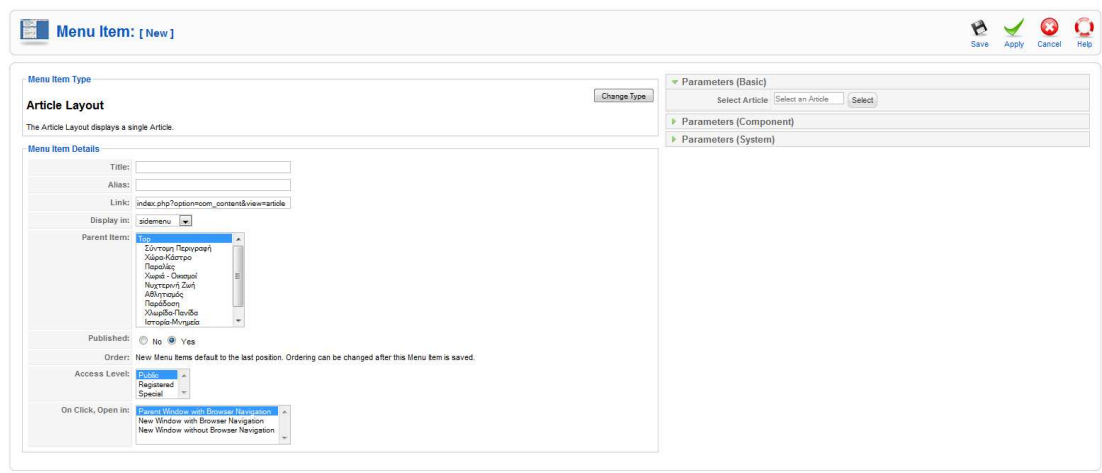 Menu Item: [ New ]
Save Apply Cancel Help
Menu Item Type
Article Layout
Change Type
The Article Layout displays a single Article.
Menu Item Details
Title:
Alias:
Link: index.php?option=com_content&view=article
Display in: sidemenu
Parent Item: Top
Σύντομη Περιγραφή
Χώρα-Κάστρο
Παραλίες
Χωριά - Οικισμοί
Νυχτερινή Ζωή
Αθλητισμός
Παράδοση
Χλωρίδα-Πανίδα
Ιστορία-Μνημεία
Published: No Yes
Order: New Menu Items default to the last position. Ordering can be changed after this Menu Item is saved.
Access Level: Public
Registered
Special
On Click, Open in: Parent Window with Browser Navigation
New Window with Browser Navigation
New Window without Browser Navigation
Parameters (Basic)
Select Article Select an Article Select
Parameters (Component)
Parameters (System)